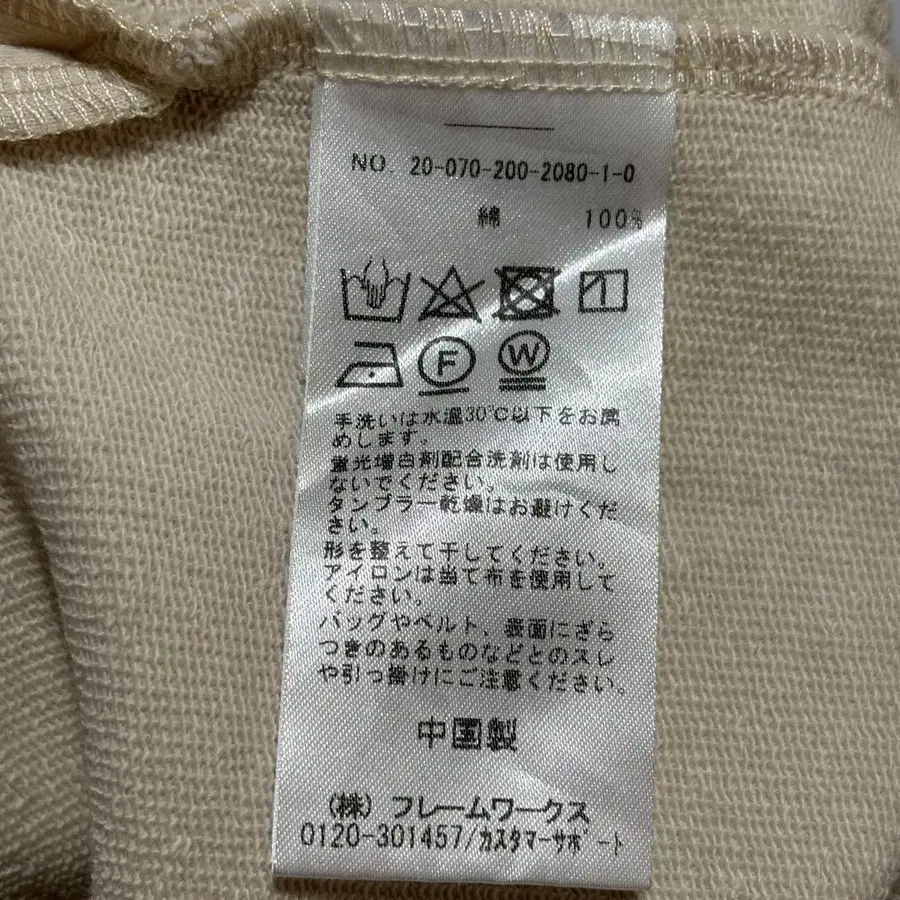 NO. 20-070-200-2080-1-0
綿 100%
F W
手洗いは水温30℃以下をお薦
めします。
蛍光増白剤配合洗剤は使用し
ないでください。
タンブラー乾燥はお避けくだ
さい。
形を整えて干してください。
アイロンは当て布を使用して
ください。
バッグやベルト、表面にざら
つきのあるものなどとのスレ
や引っ掛けにご注意ください。
中国製
(株) フレームワークス
0120-301457/カスタマーサポート